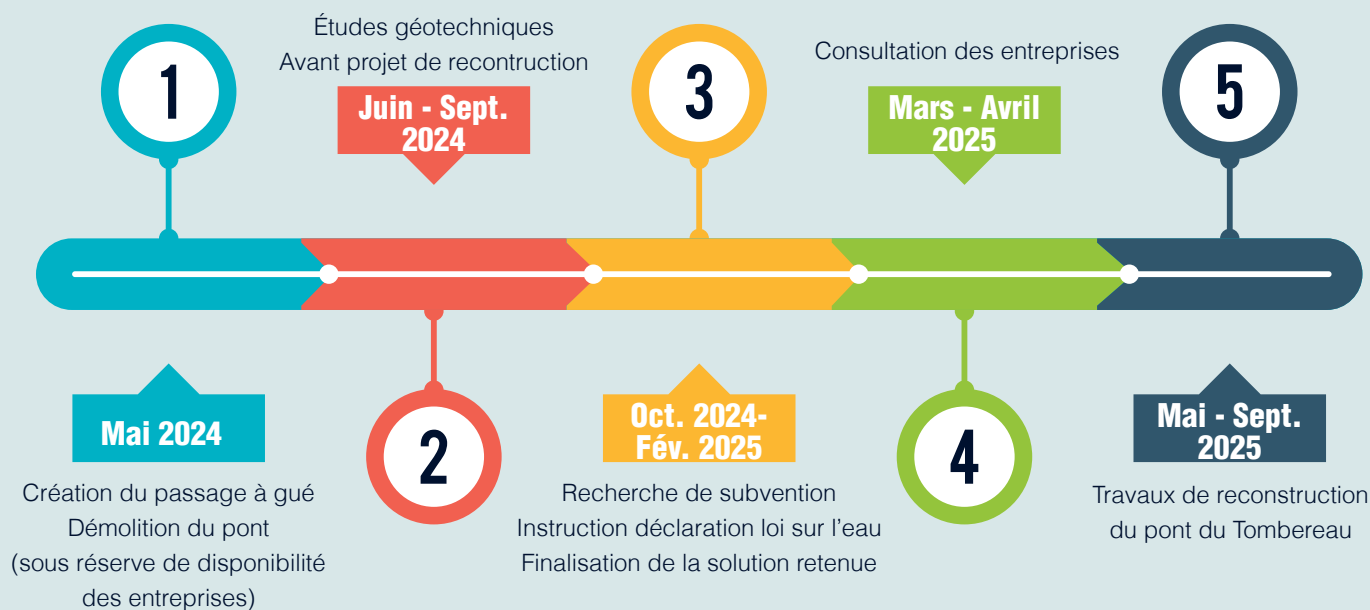 1
Mai 2024
Création du passage à gué
Démolition du pont
(sous réserve de disponibilité
des entreprises)
Études géotechniques
Avant projet de recontruction
Juin - Sept.
2024
2
3
Oct. 2024-
Fév. 2025
Recherche de subvention
Instruction déclaration loi sur l’eau
Finalisation de la solution retenue
Consultation des entreprises
Mars - Avril
2025
4
5
Mai - Sept.
2025
Travaux de reconstruction
du pont du Tombereau